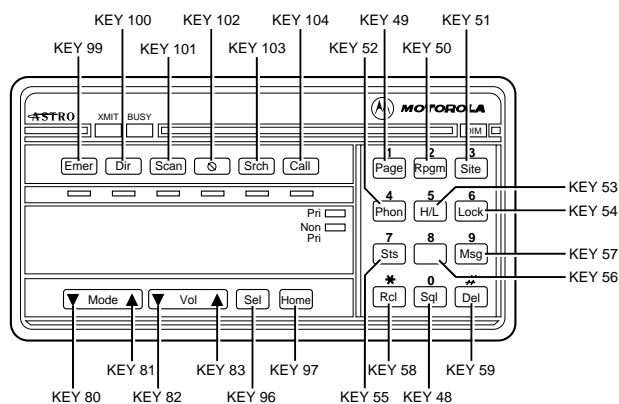 KEY 100 KEY 102 KEY 104 KEY 49 KEY 51
KEY 99 KEY 101 KEY 103 KEY 52 KEY 50
ASTRO XMIT BUSY MOTOROLA
DIM
1 2 3
Emer Dir Scan Srch Call Page Rpgm Site
KEY 53
4 5 6
Phon H/L Lock KEY 54
Pri
Non
Pri
7 8 9
Sts Msg KEY 57
KEY 56
* 0 #
Mode Vol Sel Home Rcl Sql Del
KEY 81 KEY 83 KEY 97 KEY 58 KEY 59
KEY 80 KEY 82 KEY 96 KEY 55 KEY 48